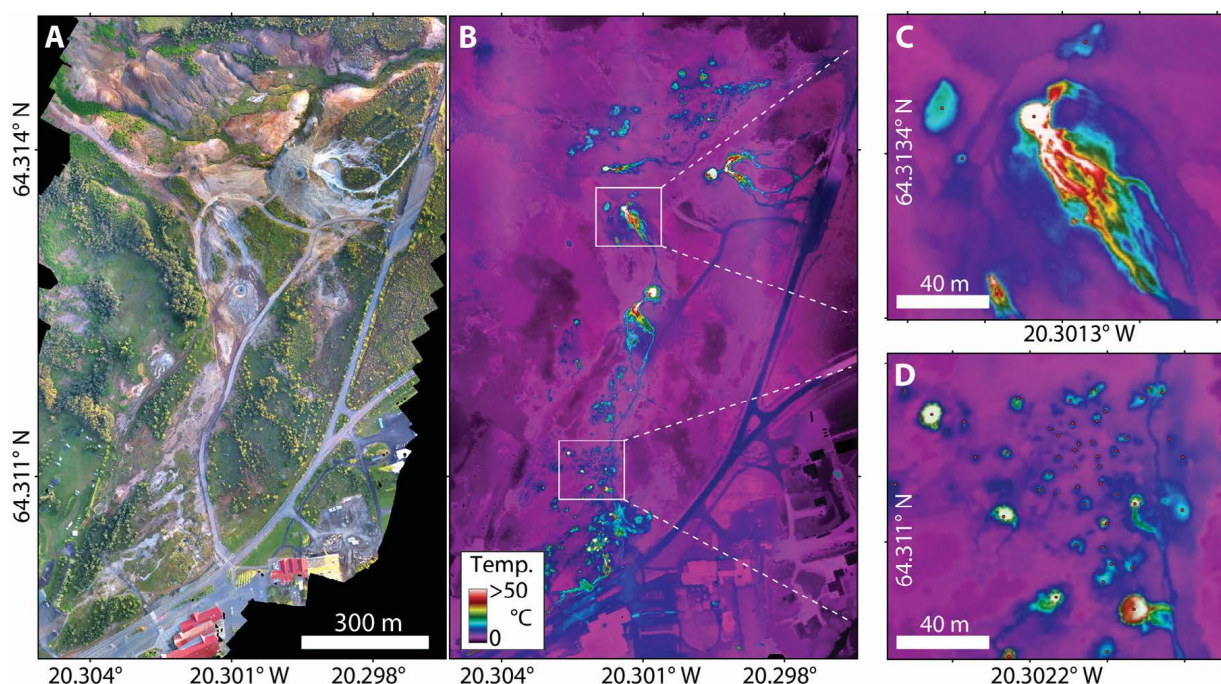 A
B
C
D
64.314° N
64.311° N
300 m
20.304°
20.301° W
20.298°
Temp.
>50
°C
0
20.304°
20.301° W
20.298°
64.3134° N
40 m
20.3013° W
64.311° N
40 m
20.3022° W